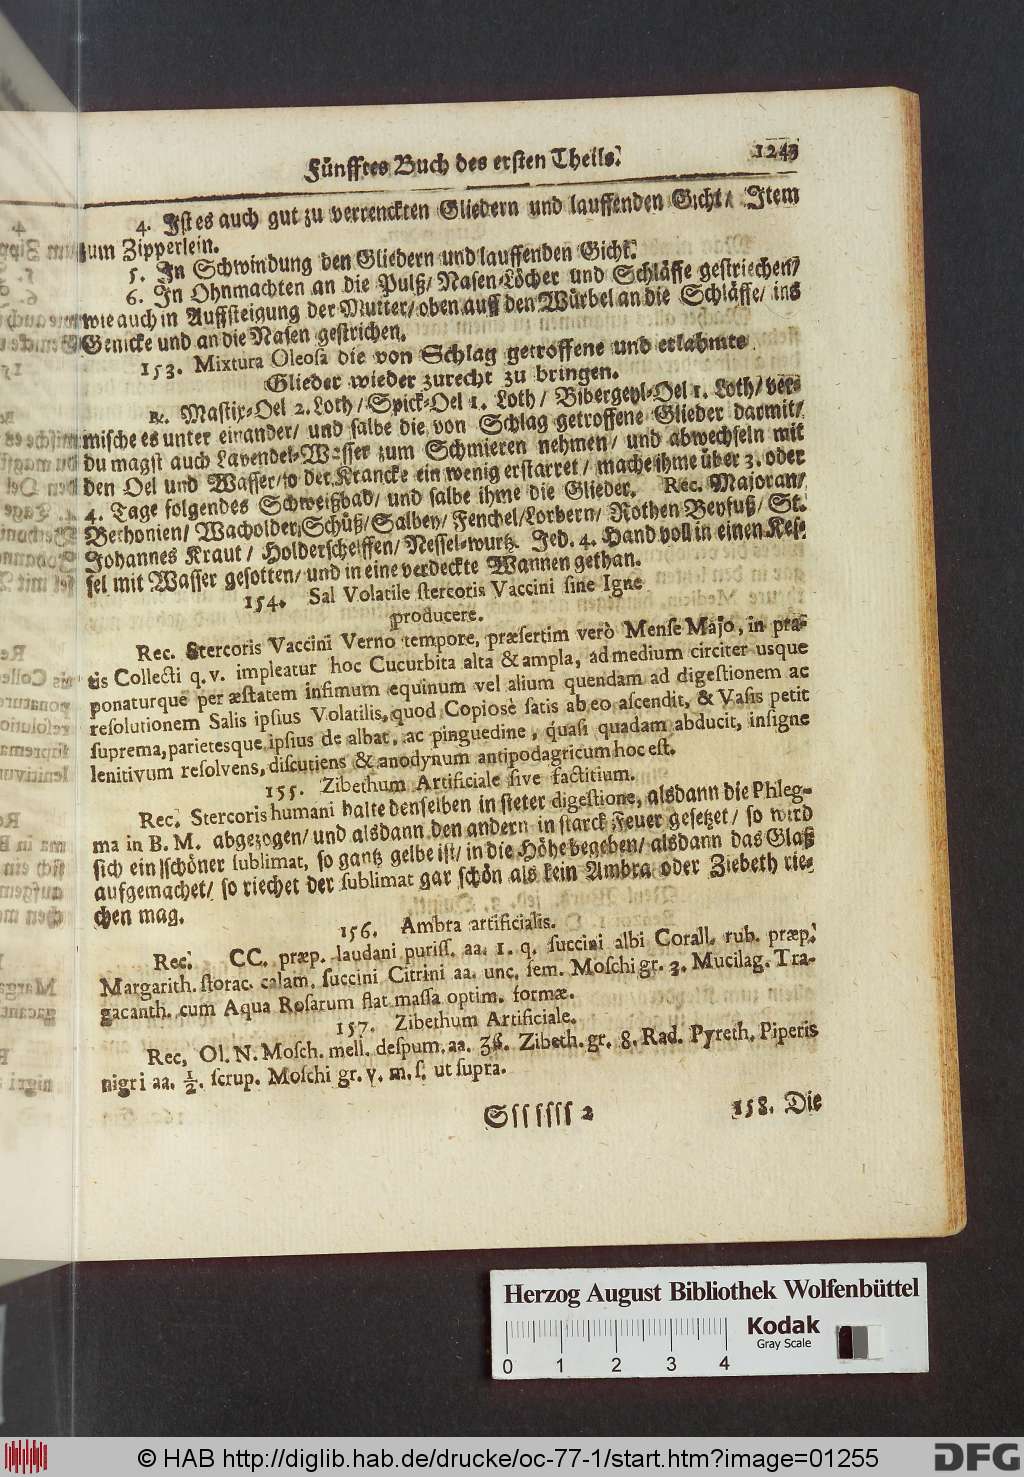 Fünfftes Buch des ersten Theils. 1243
4. Ist es auch gut zu verrenckten Gliedern und lauffenden Gicht/ Item
zum Zipperlein.
5. In Schwindung den Gliedern und lauffenden Gicht.
6. In Ohnmachten an die Pulß/ Nasen-Löcher und Schläffe gestriechen/
wie auch in Auffsteigung der Mutter/ oben auff den Würbel an die Schläffe/ ins
Genicke und an die Nasen gestrichen.
153. Mixtura Oleosa die von Schlag getroffene und erlahmte
Glieder wieder zurecht zu bringen.
℞. Mastix-Oel 2. Loth/ Spick-Oel 1. Loth/ Bibergeyl-Oel 1. Loth/ ver-
mische es unter einander/ und salbe die von Schlag getroffene Glieder darmit/
du magst auch Lavendel-Wasser zum Schmieren nehmen/ und abwechseln mit
den Oel und Wasser/ so der Krancke ein wenig erstarret/ mache ihme über 3. oder
4. Tage folgendes Schweißbad/ und salbe ihme die Glieder. Rec. Majoran/
Bethonien/ Wacholder, Schüß/ Salbey/ Fenchel/ Lorbern/ Rothen Beyfuß/ St.
Johannes Kraut/ Holderscheiffen/ Nessel-wurtz. Jed. 4. Hand voll in einen Kes-
sel mit Wasser gesotten/ und in eine verdeckte Wannen gethan.
154. Sal Volatile stercoris Vaccini sine Igne
producere.
Rec. Stercoris Vaccini Verno tempore, præsertim verò Mense Majo, in pra-
tis Collecti q. v. impleatur hoc Cucurbita alta & ampla, ad medium circiter usque
ponaturque per æstatem infimum equinum vel alium quendam ad digestionem ac
resolutionem Salis ipsius Volatilis, quod Copiosè satis ab eo ascendit, & Vasis petit
suprema, parietesque ipsius de albat, ac pinguedine, quasi quadam abducit, insigne
lenitivum resolvens, discutiens & anodynum antipodagricum hoc est.
155. Zibethum Artificiale sive factitium.
Rec. Stercoris humani halte denselben in steter digestione, alsdann die Phleg-
ma in B. M. abgezogen/ und alsdann den andern in starck Feuer gesetzet/ so wird
sich ein schöner sublimat, so gantz gelbe ist/ in die Höhe begeben/ alsdann das Glaß
aufgemachet/ so riechet der sublimat gar schön als kein Ambra oder Ziebeth rie-
chen mag.
156. Ambra artificialis.
Rec. CC. præp. laudani puriss. aa. 1. q. succini albi Corall. rub. præp.
Margarith. storac. calam. succini Citrini aa. unc. sem. Moschi gr. 3. Mucilag. Tra-
gacanth. cum Aqua Rosarum fiat massa optim. formæ.
157. Zibethum Artificiale.
Rec, Ol. N. Mosch. mell. despum. aa. ʒß. Zibeth. gr. 8. Rad. Pyreth. Piperis
nigri aa. 1/2. scrup. Moschi gr. v. m. s. ut supra.
Ssſſſſſ 2 158. Die
Herzog August Bibliothek Wolfenbüttel
Kodak
Gray Scale
0 1 2 3 4
© HAB http://diglib.hab.de/drucke/oc-77-1/start.htm?image=01255
DFG